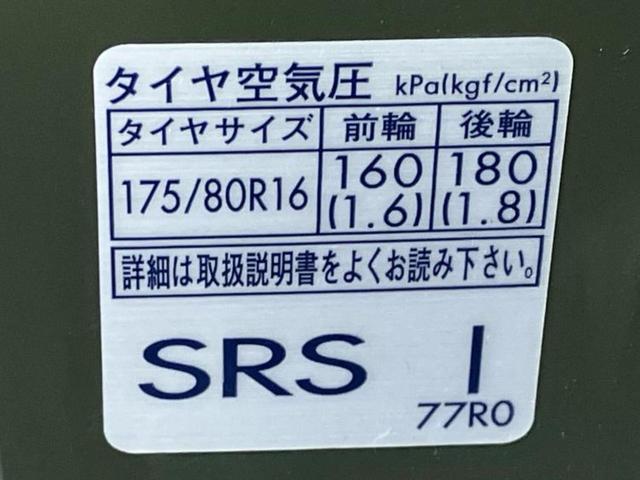 タイヤ空気圧 kPa(kgf/cm²)
タイヤサイズ 前輪 後輪
175/80R16 160 180
(1.6) (1.8)
詳細は取扱説明書をよくお読み下さい。
SRS I
77R0